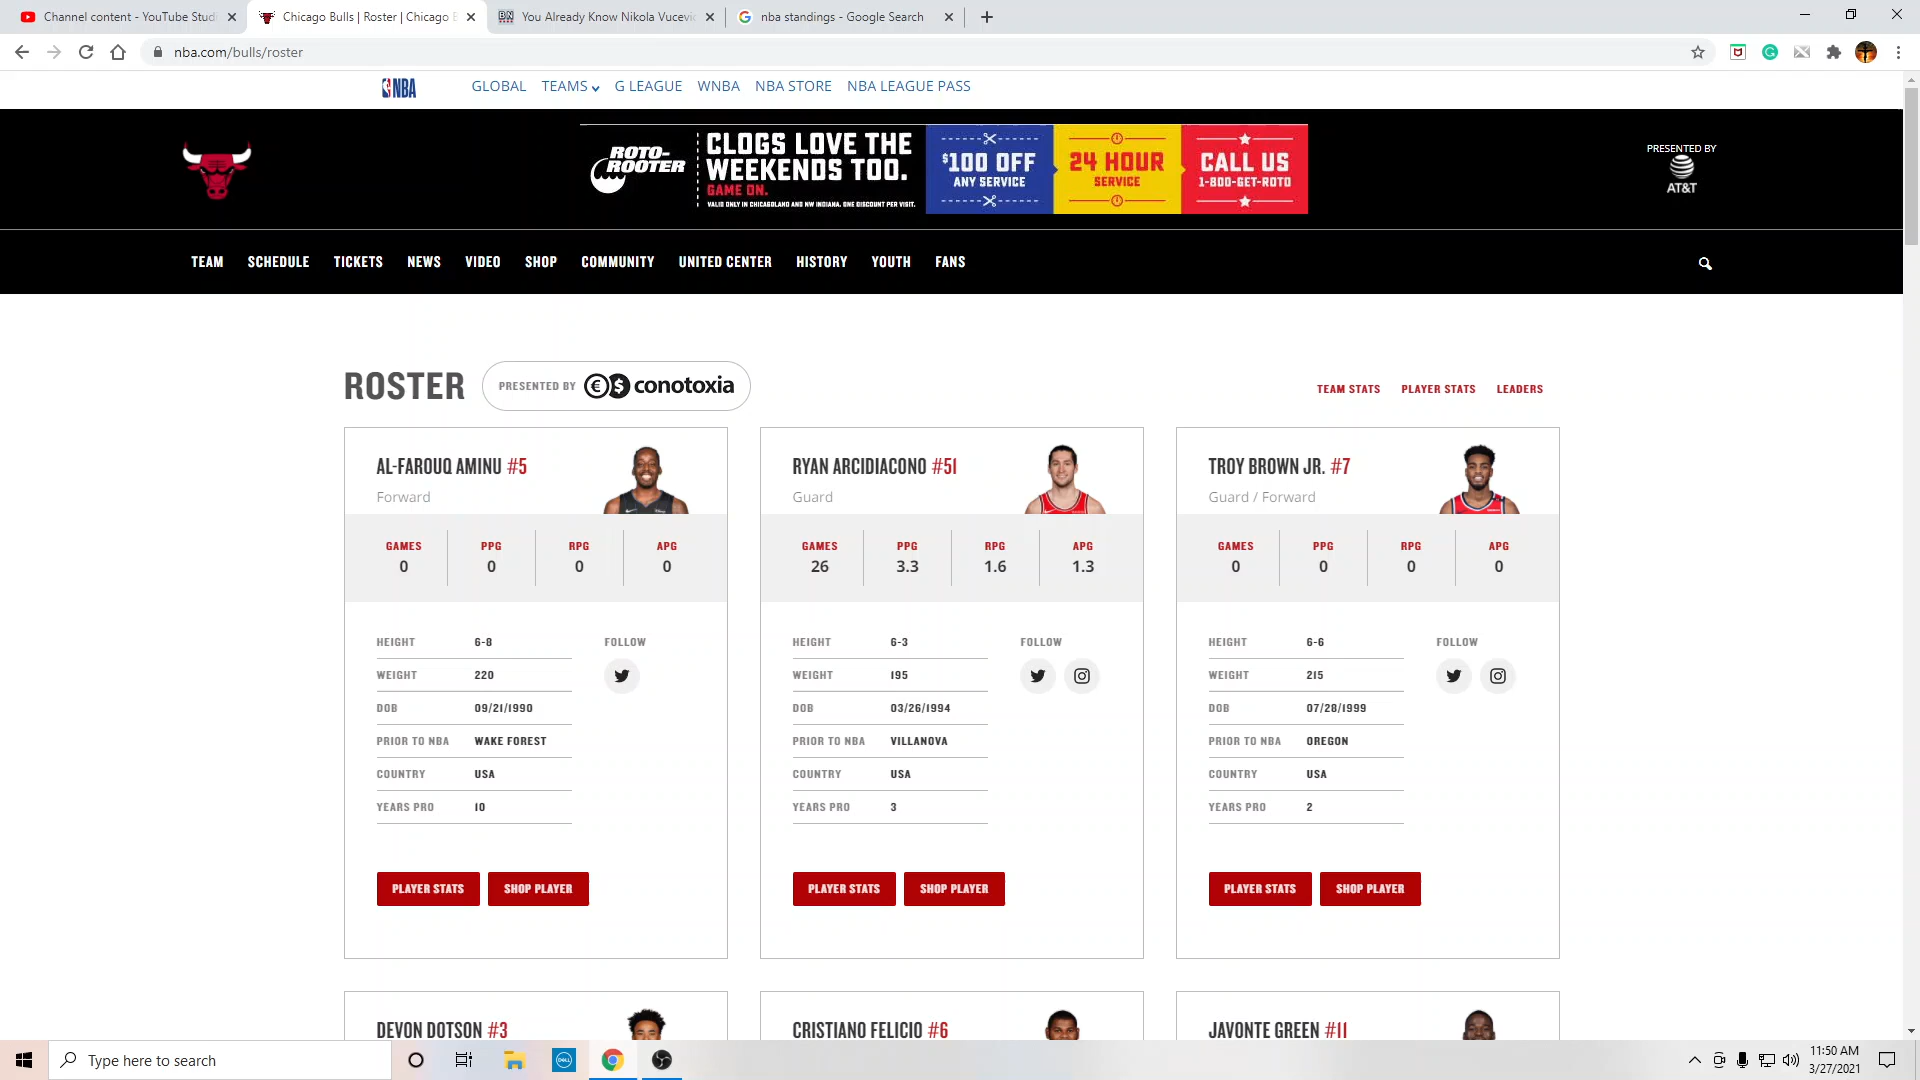 Channel content - YouTube Studi
Chicago Bulls | Roster | Chicago B
You Already Know Nikola Vucevic
nba standings - Google Search
nba.com/bulls/roster
NBA GLOBAL TEAMS G LEAGUE WNBA NBA STORE NBA LEAGUE PASS
ROTO-ROOTER
CLOGS LOVE THE
WEEKENDS TOO.
GAME ON.
VALID ONLY IN CHICAGOLAND AND NW INDIANA. ONE DISCOUNT PER VISIT.
$100 OFF
ANY SERVICE
24 HOUR
SERVICE
CALL US
1-800-GET-ROTO
PRESENTED BY
AT&T
TEAM SCHEDULE TICKETS NEWS VIDEO SHOP COMMUNITY UNITED CENTER HISTORY YOUTH FANS
ROSTER PRESENTED BY €$ conotoxia
TEAM STATS PLAYER STATS LEADERS
AL-FAROUQ AMINU #5
Forward
GAMES PPG RPG APG
0 0 0 0
HEIGHT 6-8 FOLLOW
WEIGHT 220
DOB 09/21/1990
PRIOR TO NBA WAKE FOREST
COUNTRY USA
YEARS PRO 10
PLAYER STATS SHOP PLAYER
RYAN ARCIDIACONO #51
Guard
GAMES PPG RPG APG
26 3.3 1.6 1.3
HEIGHT 6-3 FOLLOW
WEIGHT 195
DOB 03/26/1994
PRIOR TO NBA VILLANOVA
COUNTRY USA
YEARS PRO 3
PLAYER STATS SHOP PLAYER
TROY BROWN JR. #7
Guard / Forward
GAMES PPG RPG APG
0 0 0 0
HEIGHT 6-6 FOLLOW
WEIGHT 215
DOB 07/28/1999
PRIOR TO NBA OREGON
COUNTRY USA
YEARS PRO 2
PLAYER STATS SHOP PLAYER
DEVON DOTSON #3
CRISTIANO FELICIO #6
JAVONTE GREEN #11
Type here to search
DELL
11:50 AM
3/27/2021